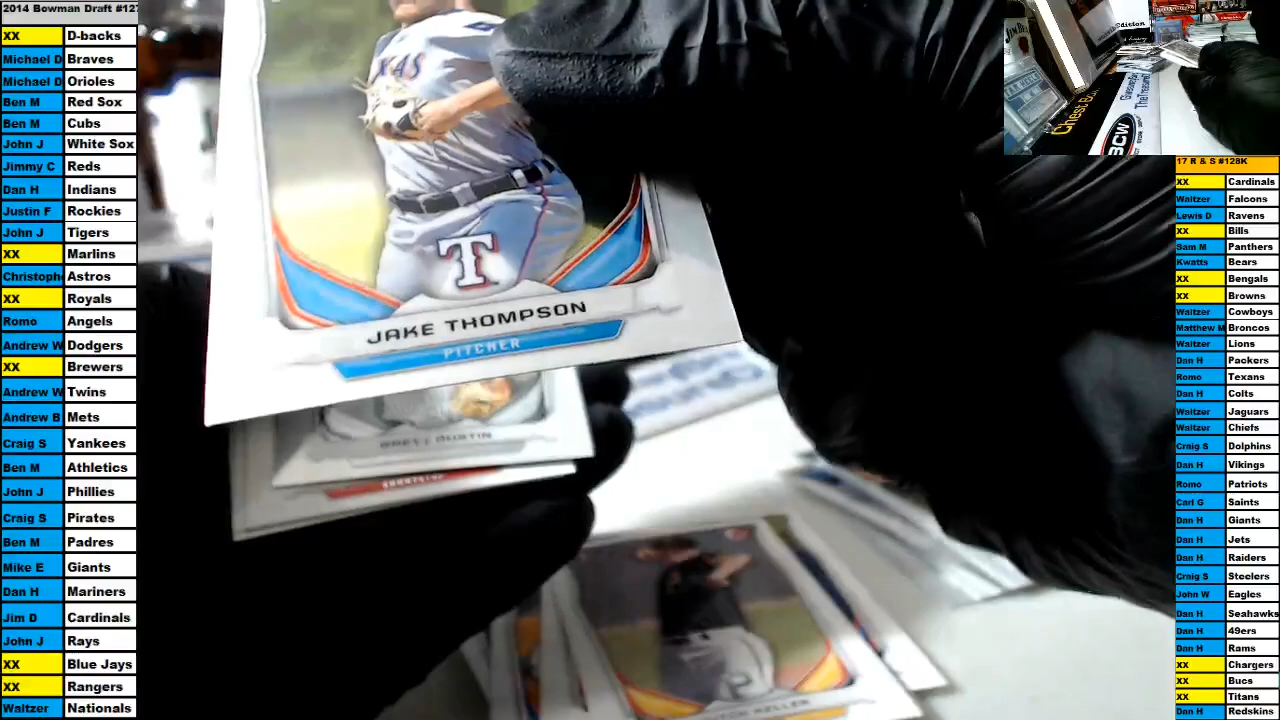 2014 Bowman Draft #127
XX D-backs
Michael D Braves
Michael D Orioles
Ben M Red Sox
Ben M Cubs
John J White Sox
Jimmy C Reds
Dan H Indians
Justin F Rockies
John J Tigers
XX Marlins
Christoph Astros
XX Royals
Romo Angels
Andrew W Dodgers
XX Brewers
Andrew W Twins
Andrew B Mets
Craig S Yankees
Ben M Athletics
John J Phillies
Craig S Pirates
Ben M Padres
Mike E Giants
Dan H Mariners
Jim D Cardinals
John J Rays
XX Blue Jays
XX Rangers
Waltzer Nationals
XAS
T
JAKE THOMPSON
PITCHER
KELLER
Edition
Chest Bo
BCW
17 R & S #128K
XX Cardinals
Waltzer Falcons
Lewis D Ravens
XX Bills
Sam M Panthers
Kwatts Bears
XX Bengals
XX Browns
Waltzer Cowboys
Matthew M Broncos
Waltzer Lions
Dan H Packers
Romo Texans
Dan H Colts
Waltzer Jaguars
Waltzer Chiefs
Craig S Dolphins
Dan H Vikings
Romo Patriots
Carl G Saints
Dan H Giants
Dan H Jets
Dan H Raiders
Craig S Steelers
John W Eagles
Dan H Seahawks
Dan H 49ers
Dan H Rams
XX Chargers
XX Bucs
XX Titans
Dan H Redskins